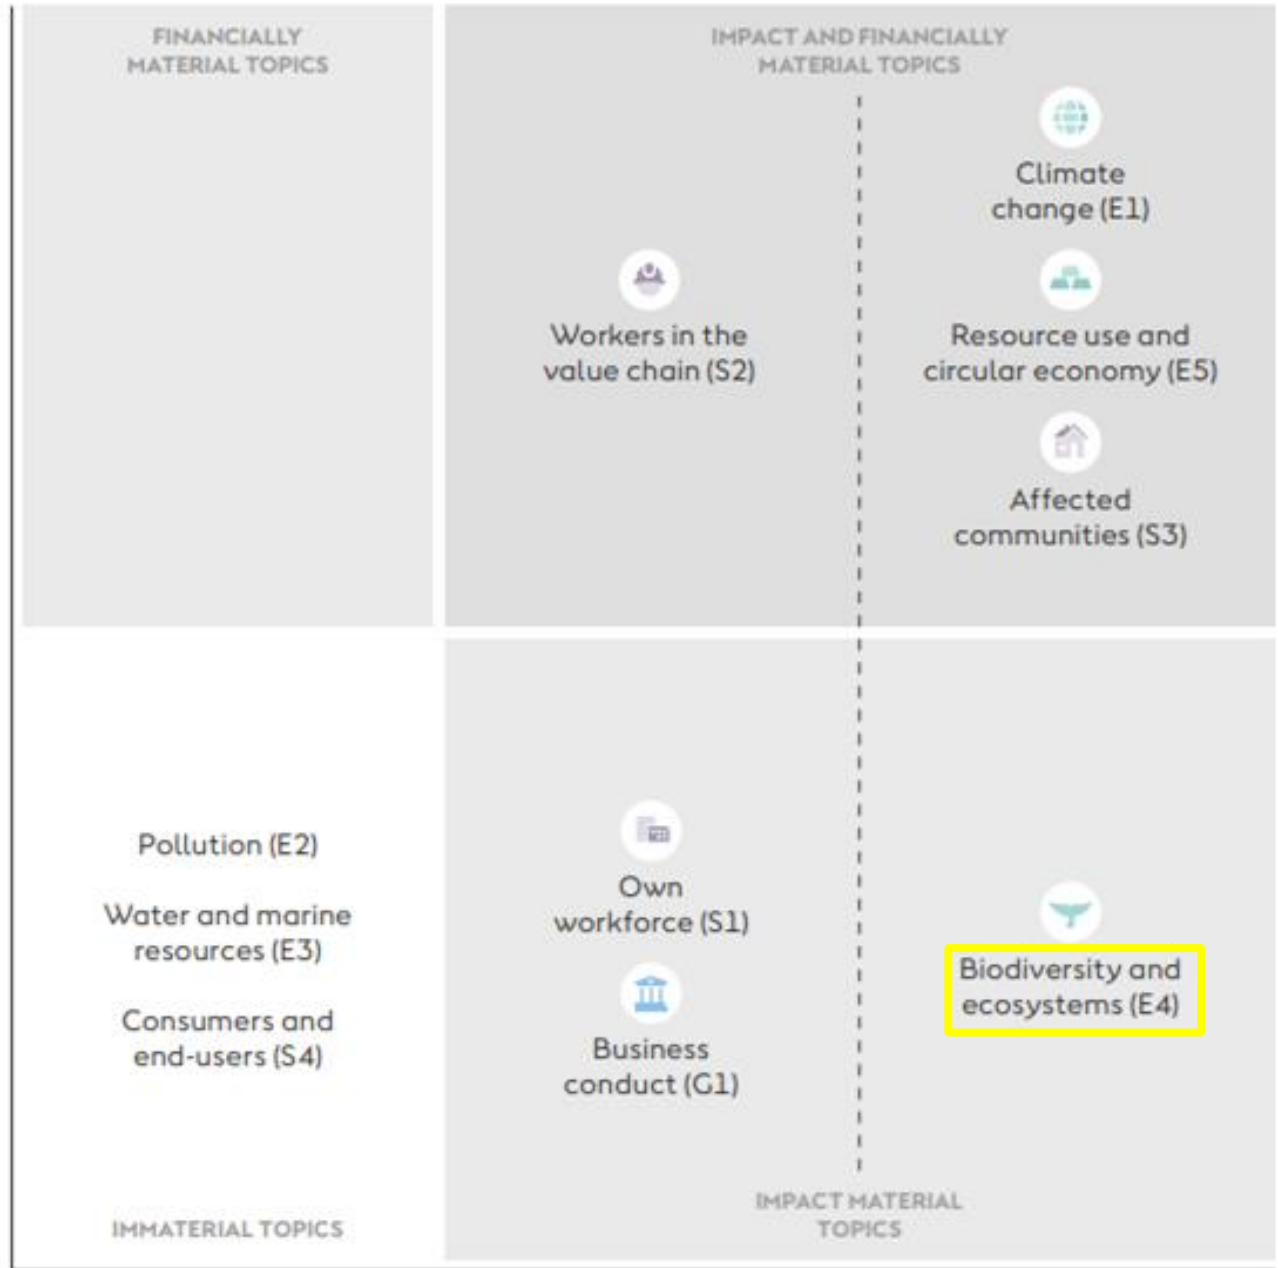 FINANCIALLY
MATERIAL TOPICS
IMPACT AND FINANCIALLY
MATERIAL TOPICS
Climate
change (E1)
Workers in the
value chain (S2)
Resource use and
circular economy (E5)
Affected
communities (S3)
Pollution (E2)
Water and marine
resources (E3)
Consumers and
end-users (S4)
Own
workforce (S1)
Business
conduct (G1)
Biodiversity and
ecosystems (E4)
IMMATERIAL TOPICS
IMPACT MATERIAL
TOPICS